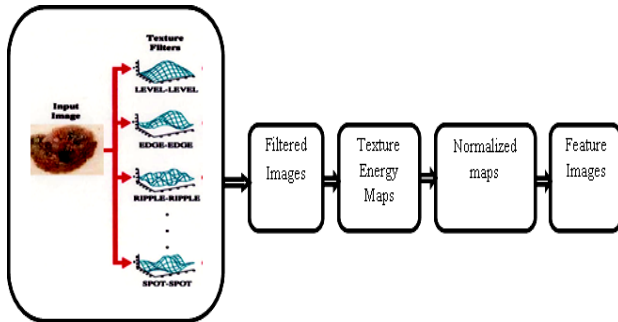 Texture
Filters
LEVEL-LEVEL
Input
Image
EDGE-EDGE
RIPPLE-RIPPLE
SPOT-SPOT
Filtered
Images
Texture
Energy
Maps
Normalized
maps
Feature
Images